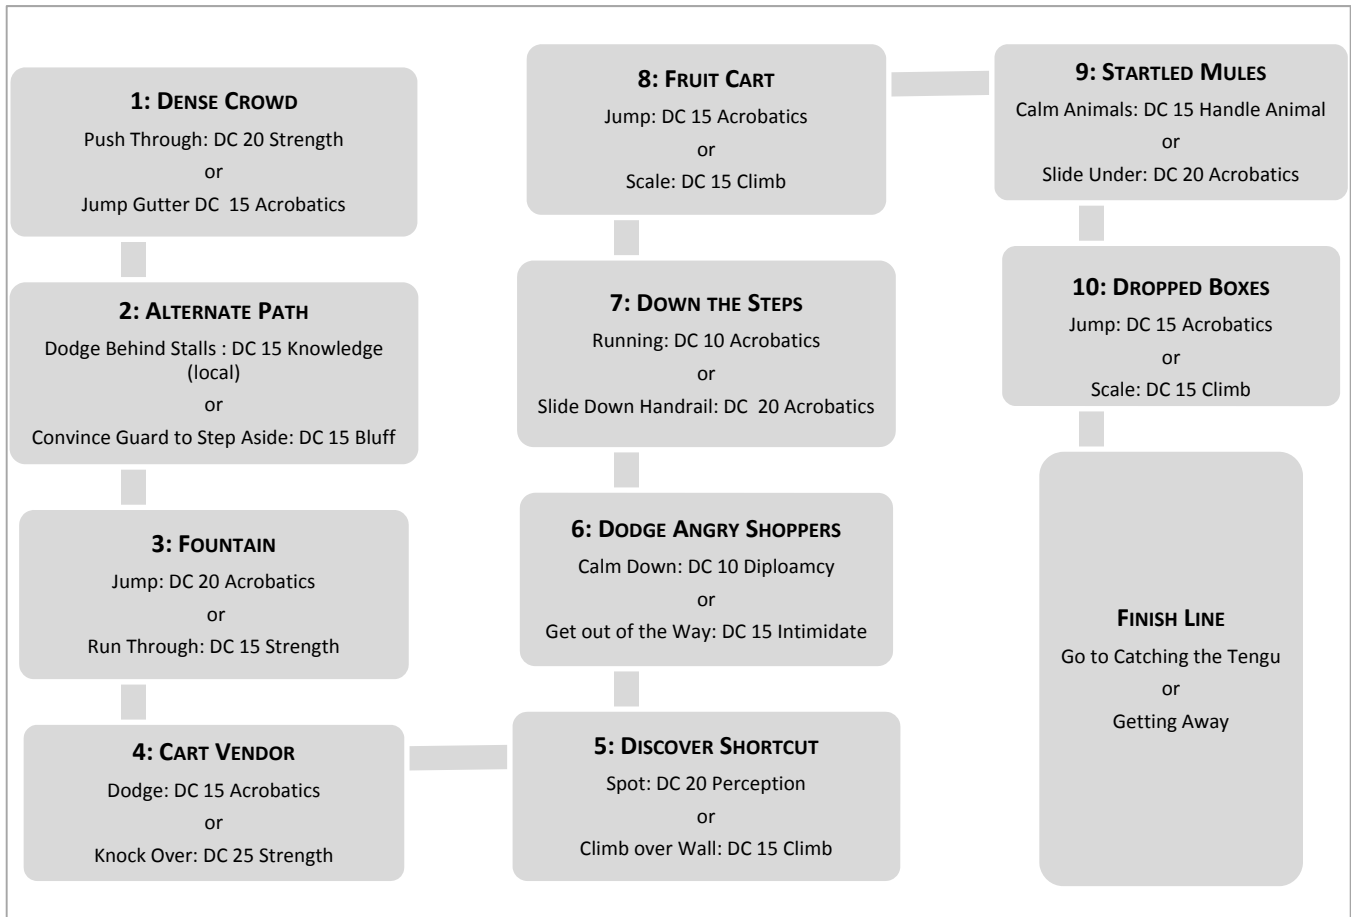 1: DENSE CROWD
Push Through: DC 20 Strength
or
Jump Gutter DC  15 Acrobatics
2: ALTERNATE PATH
Dodge Behind Stalls : DC 15 Knowledge
(local)
or
Convince Guard to Step Aside: DC 15 Bluff
3: FOUNTAIN
Jump: DC 20 Acrobatics
or
Run Through: DC 15 Strength
4: CART VENDOR
Dodge: DC 15 Acrobatics
or
Knock Over: DC 25 Strength
5: DISCOVER SHORTCUT
Spot: DC 20 Perception
or
Climb over Wall: DC 15 Climb
6: DODGE ANGRY SHOPPERS
Calm Down: DC 10 Diploamcy
or
Get out of the Way: DC 15 Intimidate
7: DOWN THE STEPS
Running: DC 10 Acrobatics
or
Slide Down Handrail: DC  20 Acrobatics
8: FRUIT CART
Jump: DC 15 Acrobatics
or
Scale: DC 15 Climb
9: STARTLED MULES
Calm Animals: DC 15 Handle Animal
or
Slide Under: DC 20 Acrobatics
10: DROPPED BOXES
Jump: DC 15 Acrobatics
or
Scale: DC 15 Climb
FINISH LINE
Go to Catching the Tengu
or
Getting Away